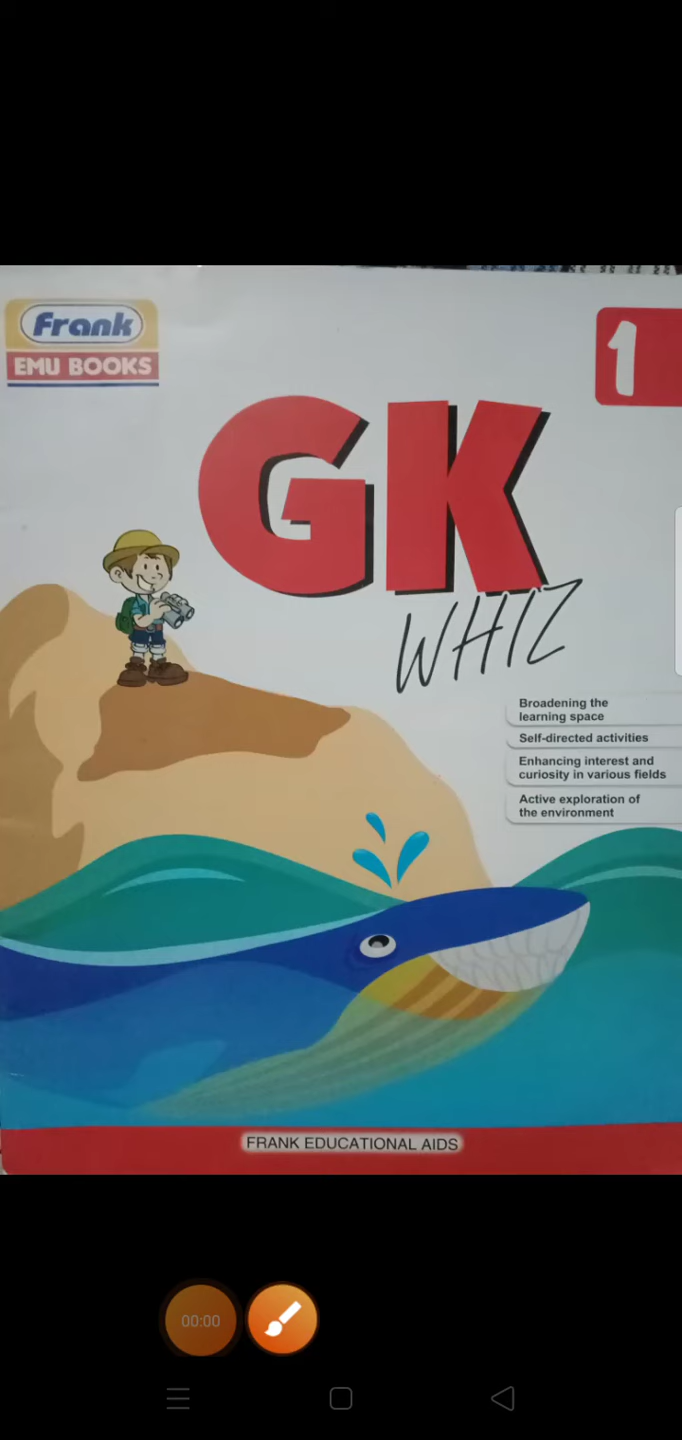 Frank
EMU BOOKS
1
GK
WHIZ
Broadening the
learning space
Self-directed activities
Enhancing interest and
curiosity in various fields
Active exploration of
the environment
FRANK EDUCATIONAL AIDS
00:00